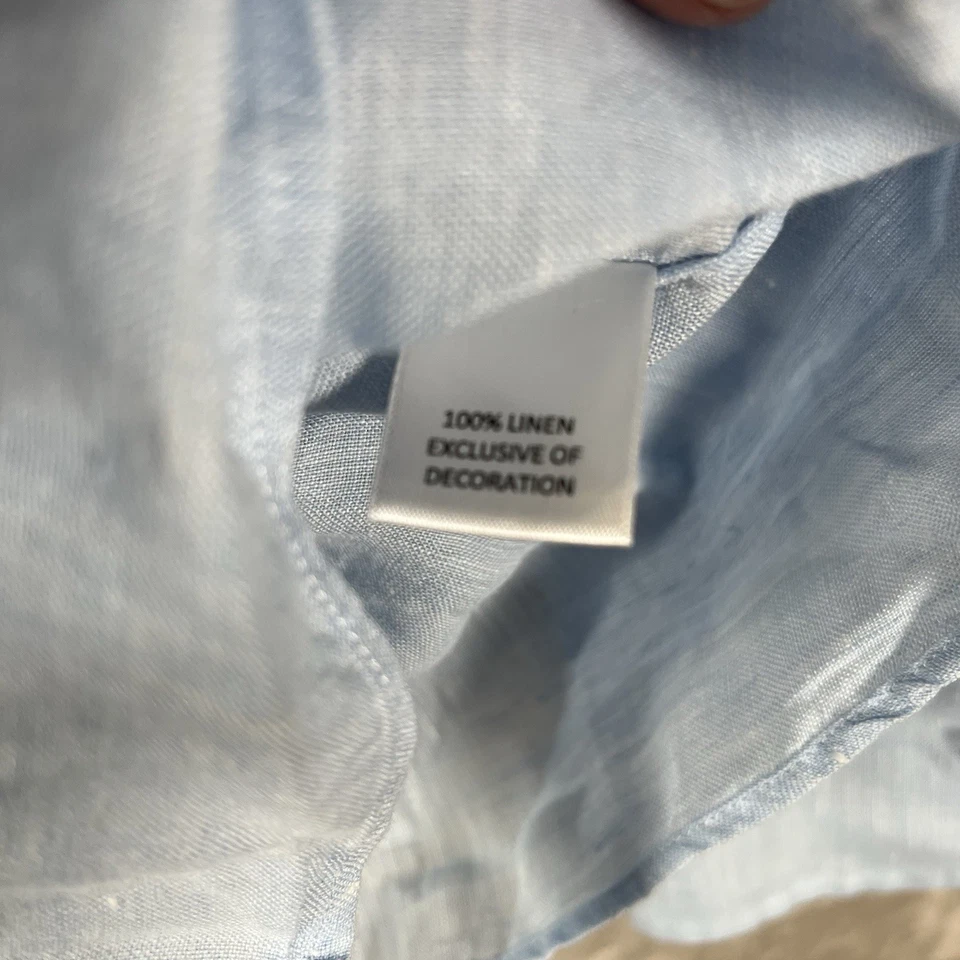 100% LINEN
EXCLUSIVE OF
DECORATION